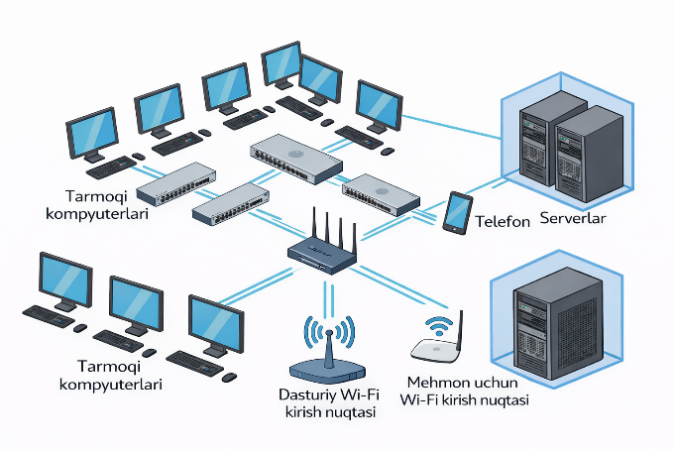 Tarmoqi
kompyuterlari
Telefon
Serverlar
Tarmoqi
kompyuterlari
Dasturiy Wi-Fi
kirish nuqtasi
Mehmon uchun
Wi-Fi kirish nuqtasi